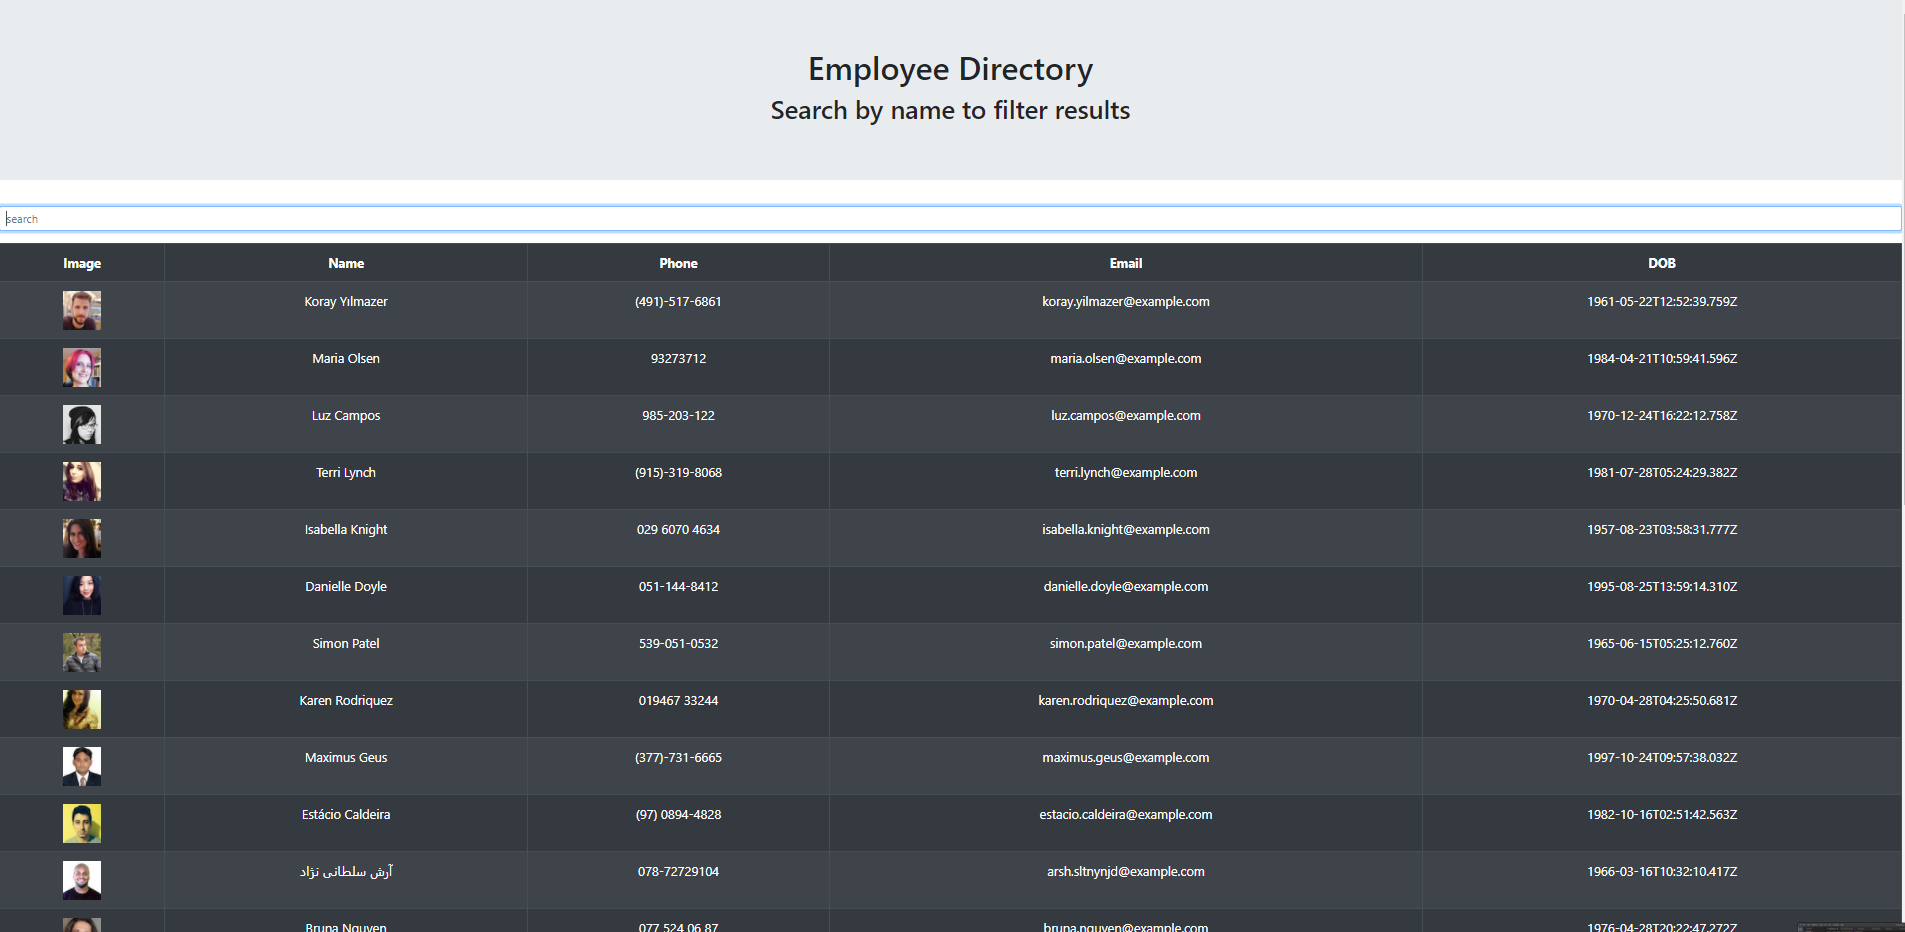 Employee Directory
Search by name to filter results
search
Image Name Phone Email DOB
Koray Yılmazer (491)-517-6861 koray.yilmazer@example.com 1961-05-22T12:52:39.759Z
Maria Olsen 93273712 maria.olsen@example.com 1984-04-21T10:59:41.596Z
Luz Campos 985-203-122 luz.campos@example.com 1970-12-24T16:22:12.758Z
Terri Lynch (915)-319-8068 terri.lynch@example.com 1981-07-28T05:24:29.382Z
Isabella Knight 029 6070 4634 isabella.knight@example.com 1957-08-23T03:58:31.777Z
Danielle Doyle 051-144-8412 danielle.doyle@example.com 1995-08-25T13:59:14.310Z
Simon Patel 539-051-0532 simon.patel@example.com 1965-06-15T05:25:12.760Z
Karen Rodriquez 019467 33244 karen.rodriquez@example.com 1970-04-28T04:25:50.681Z
Maximus Geus (377)-731-6665 maximus.geus@example.com 1997-10-24T09:57:38.032Z
Estácio Caldeira (97) 0894-4828 estacio.caldeira@example.com 1982-10-16T02:51:42.563Z
آرش سلطانی نژاد 078-72729104 arsh.sltnynjd@example.com 1966-03-16T10:32:10.417Z
Bruna Nguyen 077 524 06 87 bruna.nguyen@example.com 1976-04-28T20:22:47.272Z